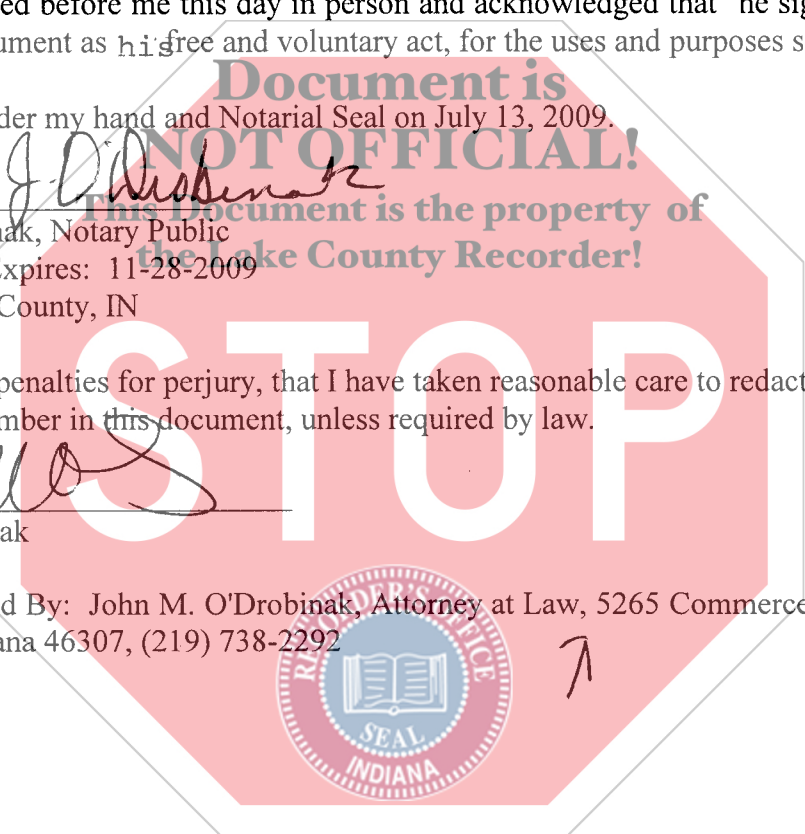 ed before me this day in person and acknowledged that he sig
ument as his free and voluntary act, for the uses and purposes s
Document is
der my hand and Notarial Seal on July 13, 2009.
NOT OFFICIAL!
J O'Drobinak
This Document is the property of
nak, Notary Public
the Lake County Recorder!
Expires: 11-28-2009
County, IN
STOP
penalties for perjury, that I have taken reasonable care to redact
mber in this document, unless required by law.
ak
d By: John M. O'Drobinak, Attorney at Law, 5265 Commerce
ana 46307, (219) 738-2292
RECORDER'S OFFICE
SEAL
INDIANA